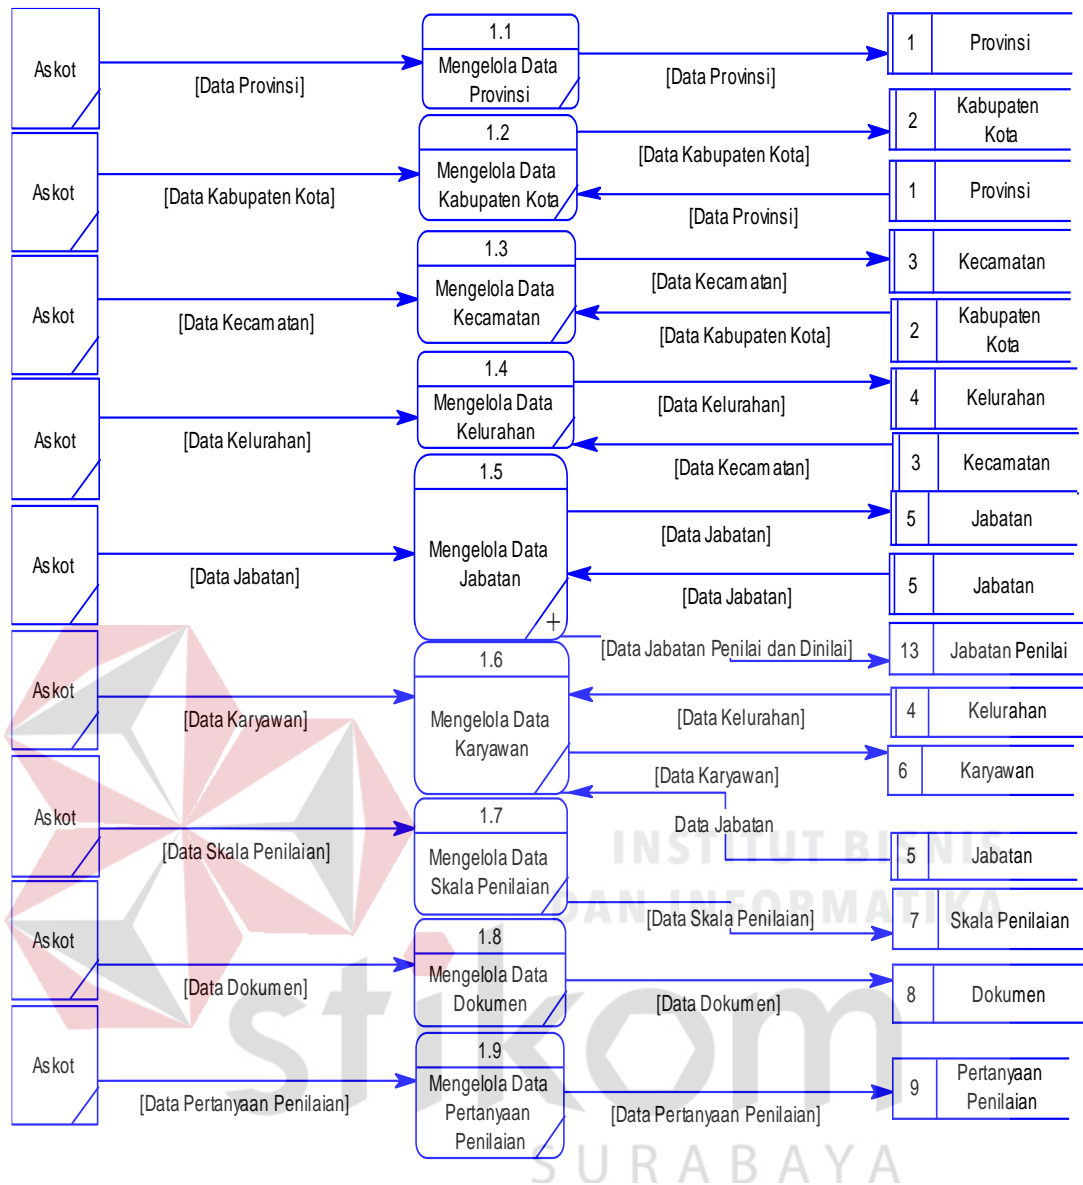 Askot
[Data Provinsi]
1.1
Mengelola Data
Provinsi
[Data Provinsi]
1
Provinsi
Askot
[Data Kabupaten Kota]
1.2
Mengelola Data
Kabupaten Kota
[Data Kabupaten Kota]
2
Kabupaten
Kota
[Data Provinsi]
1
Provinsi
Askot
[Data Kecamatan]
1.3
Mengelola Data
Kecamatan
[Data Kecamatan]
3
Kecamatan
[Data Kabupaten Kota]
2
Kabupaten
Kota
Askot
[Data Kelurahan]
1.4
Mengelola Data
Kelurahan
[Data Kelurahan]
4
Kelurahan
[Data Kecamatan]
3
Kecamatan
Askot
[Data Jabatan]
1.5
Mengelola Data
Jabatan
+
[Data Jabatan]
5
Jabatan
[Data Jabatan]
5
Jabatan
[Data Jabatan Penilai dan Dinilai]
13
Jabatan Penilai
Askot
[Data Karyawan]
1.6
Mengelola Data
Karyawan
[Data Kelurahan]
4
Kelurahan
[Data Karyawan]
6
Karyawan
Data Jabatan
5
Jabatan
Askot
[Data Skala Penilaian]
1.7
Mengelola Data
Skala Penilaian
[Data Skala Penilaian]
7
Skala Penilaian
Askot
[Data Dokumen]
1.8
Mengelola Data
Dokumen
[Data Dokumen]
8
Dokumen
Askot
[Data Pertanyaan Penilaian]
1.9
Mengelola Data
Pertanyaan
Penilaian
[Data Pertanyaan Penilaian]
9
Pertanyaan
Penilaian
INSTITUT BISNIS
DAN INFORMATIKA
stikom
SURABAYA